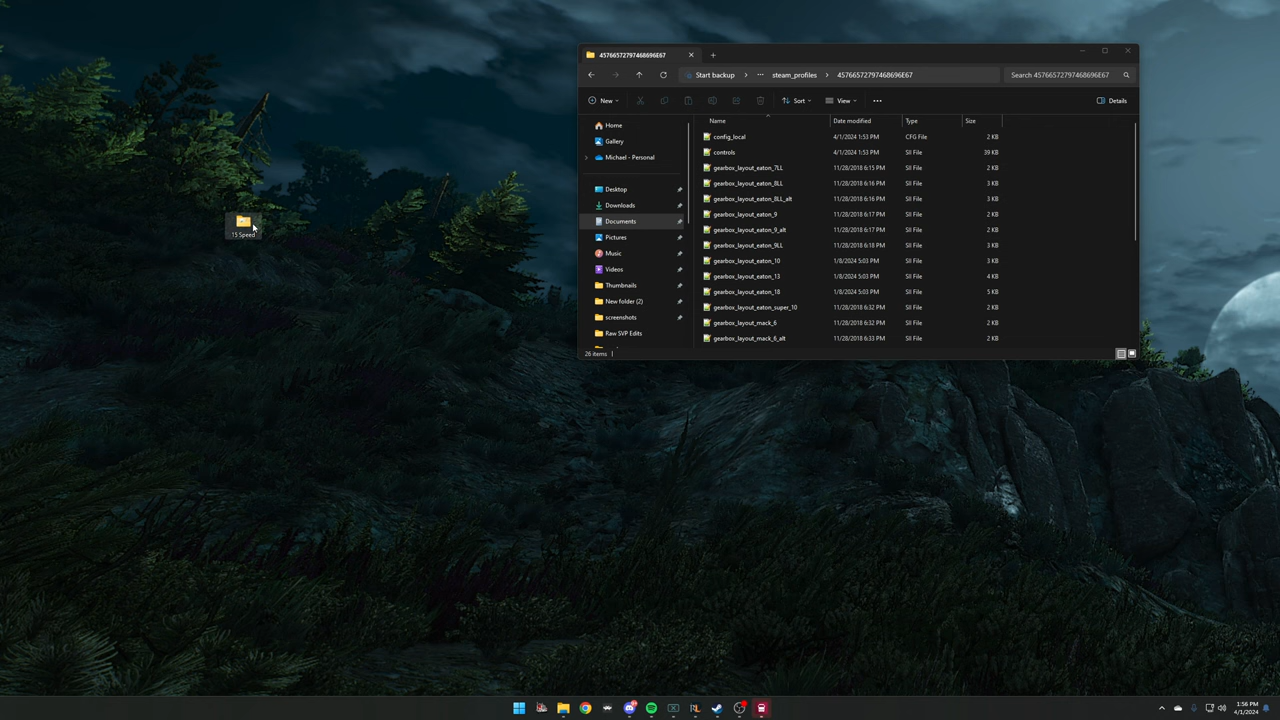 45766572797468696E67
Start backup
steam_profiles
45766572797468696E67
Search 45766572797468696E67
New
Sort
View
Details
Home
Gallery
Michael - Personal
Desktop
Downloads
Documents
Pictures
Music
Videos
Thumbnails
New folder (2)
screenshots
Raw SVP Edits
Name Date modified Type Size
config_local 4/1/2024 1:53 PM CFG File 2 KB
controls 4/1/2024 1:53 PM SII File 39 KB
gearbox_layout_eaton_7LL 11/28/2018 6:15 PM SII File 2 KB
gearbox_layout_eaton_8LL 11/28/2018 6:16 PM SII File 3 KB
gearbox_layout_eaton_8LL_alt 11/28/2018 6:16 PM SII File 3 KB
gearbox_layout_eaton_9 11/28/2018 6:17 PM SII File 2 KB
gearbox_layout_eaton_9_alt 11/28/2018 6:17 PM SII File 2 KB
gearbox_layout_eaton_9LL 11/28/2018 6:18 PM SII File 3 KB
gearbox_layout_eaton_10 1/8/2024 5:03 PM SII File 3 KB
gearbox_layout_eaton_13 1/8/2024 5:03 PM SII File 4 KB
gearbox_layout_eaton_18 1/8/2024 5:03 PM SII File 5 KB
gearbox_layout_eaton_super_10 11/28/2018 6:32 PM SII File 2 KB
gearbox_layout_mack_6 11/28/2018 6:32 PM SII File 2 KB
gearbox_layout_mack_6_alt 11/28/2018 6:33 PM SII File 2 KB
26 items
15 Speed
1:56 PM
4/1/2024